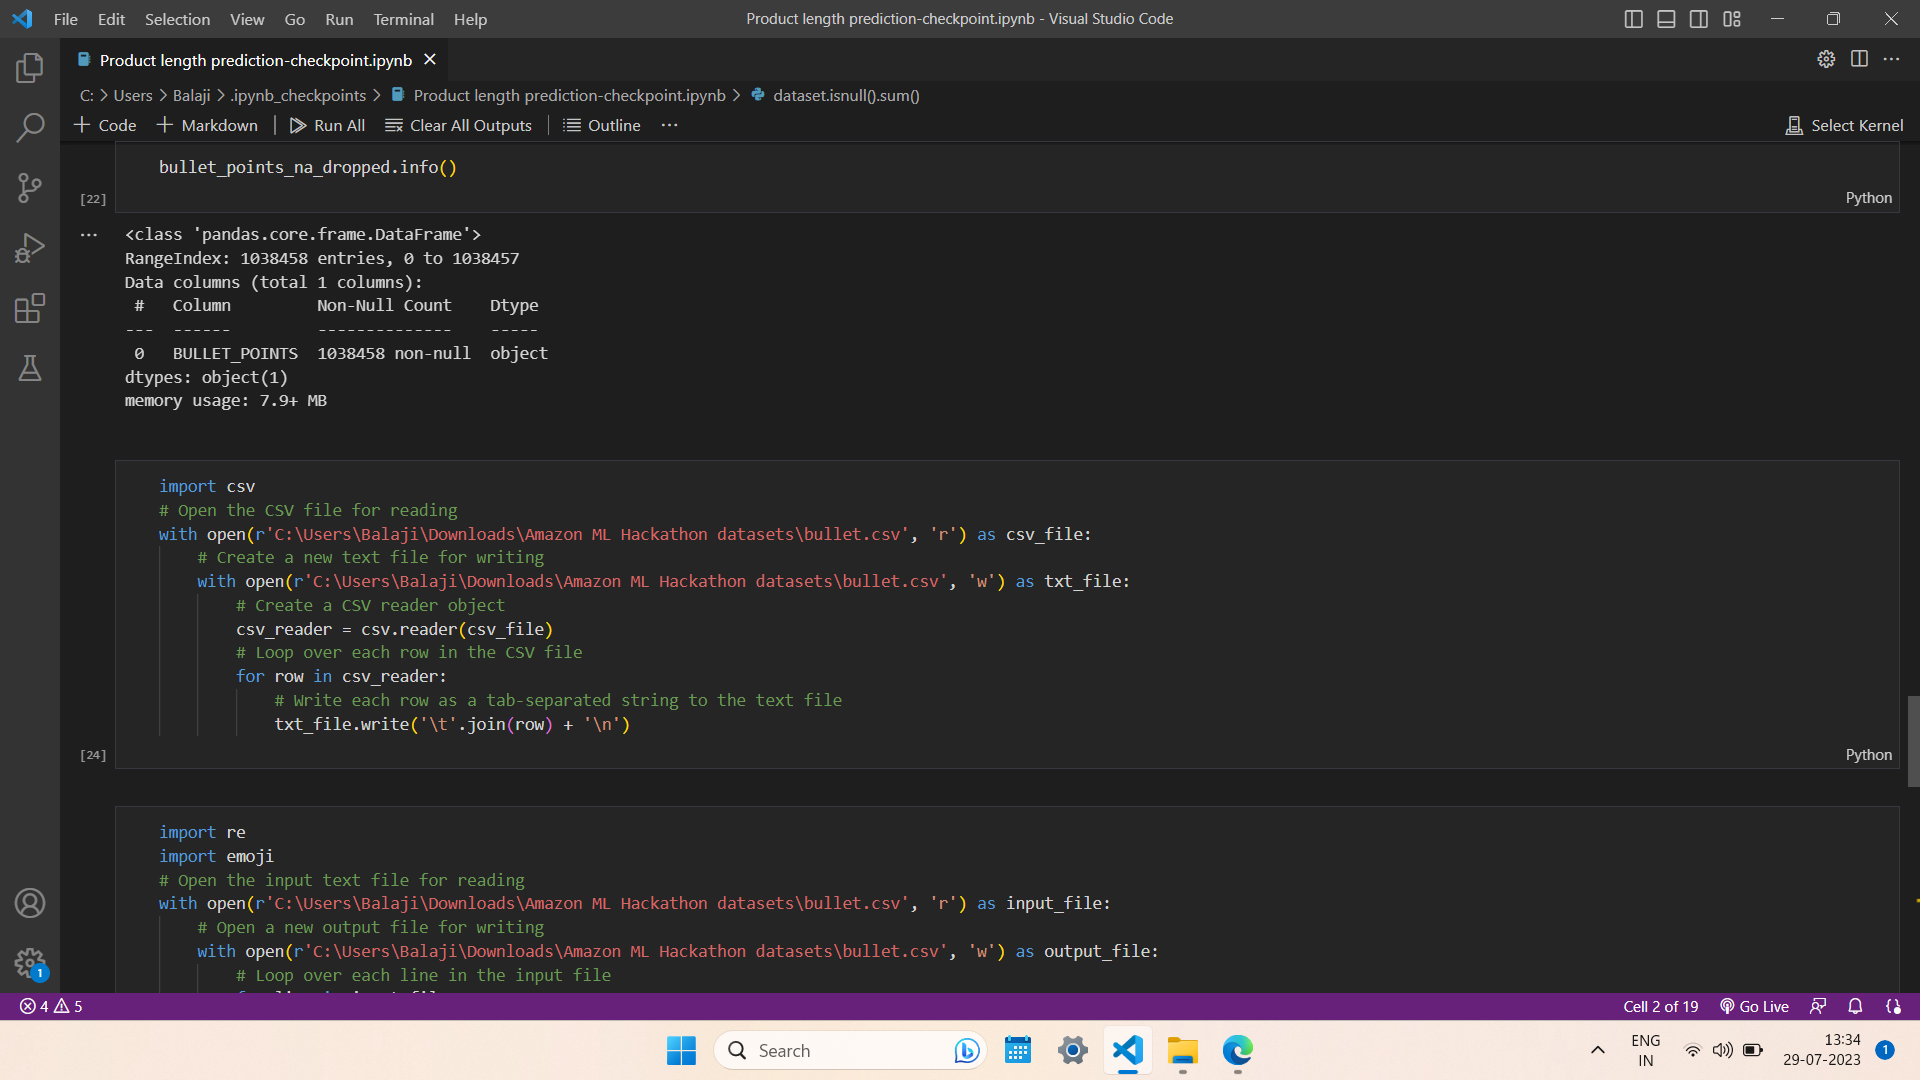 File Edit Selection View Go Run Terminal Help
Product length prediction-checkpoint.ipynb - Visual Studio Code
Product length prediction-checkpoint.ipynb
C: > Users > Balaji > .ipynb_checkpoints > Product length prediction-checkpoint.ipynb > dataset.isnull().sum()
+ Code + Markdown | Run All Clear All Outputs | Outline ...
Select Kernel
bullet_points_na_dropped.info()
[22]
Python
...
<class 'pandas.core.frame.DataFrame'>
RangeIndex: 1038458 entries, 0 to 1038457
Data columns (total 1 columns):
 #   Column         Non-Null Count    Dtype
---  ------         --------------    -----
 0   BULLET_POINTS  1038458 non-null  object
dtypes: object(1)
memory usage: 7.9+ MB
import csv
# Open the CSV file for reading
with open(r'C:\Users\Balaji\Downloads\Amazon ML Hackathon datasets\bullet.csv', 'r') as csv_file:
    # Create a new text file for writing
    with open(r'C:\Users\Balaji\Downloads\Amazon ML Hackathon datasets\bullet.csv', 'w') as txt_file:
        # Create a CSV reader object
        csv_reader = csv.reader(csv_file)
        # Loop over each row in the CSV file
        for row in csv_reader:
            # Write each row as a tab-separated string to the text file
            txt_file.write('\t'.join(row) + '\n')
[24]
Python
import re
import emoji
# Open the input text file for reading
with open(r'C:\Users\Balaji\Downloads\Amazon ML Hackathon datasets\bullet.csv', 'r') as input_file:
    # Open a new output file for writing
    with open(r'C:\Users\Balaji\Downloads\Amazon ML Hackathon datasets\bullet.csv', 'w') as output_file:
        # Loop over each line in the input file
1
4 5
Cell 2 of 19 Go Live
Search
ENG
IN
13:34
29-07-2023
1